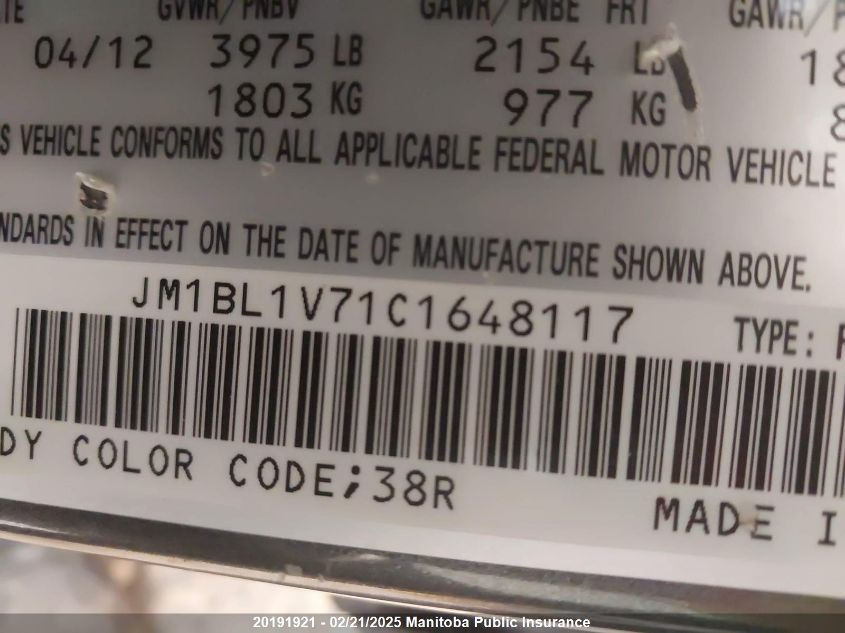 GVWR/PNBV GAWR/PNBE FRT GAWR/
04/12 3975 LB 2154 LB
1803 KG 977 KG
VEHICLE CONFORMS TO ALL APPLICABLE FEDERAL MOTOR VEHICLE
NDARDS IN EFFECT ON THE DATE OF MANUFACTURE SHOWN ABOVE.
JM1BL1V71C1648117 TYPE:
DY COLOR CODE;38R
MADE I
20191921 - 02/21/2025 Manitoba Public Insurance